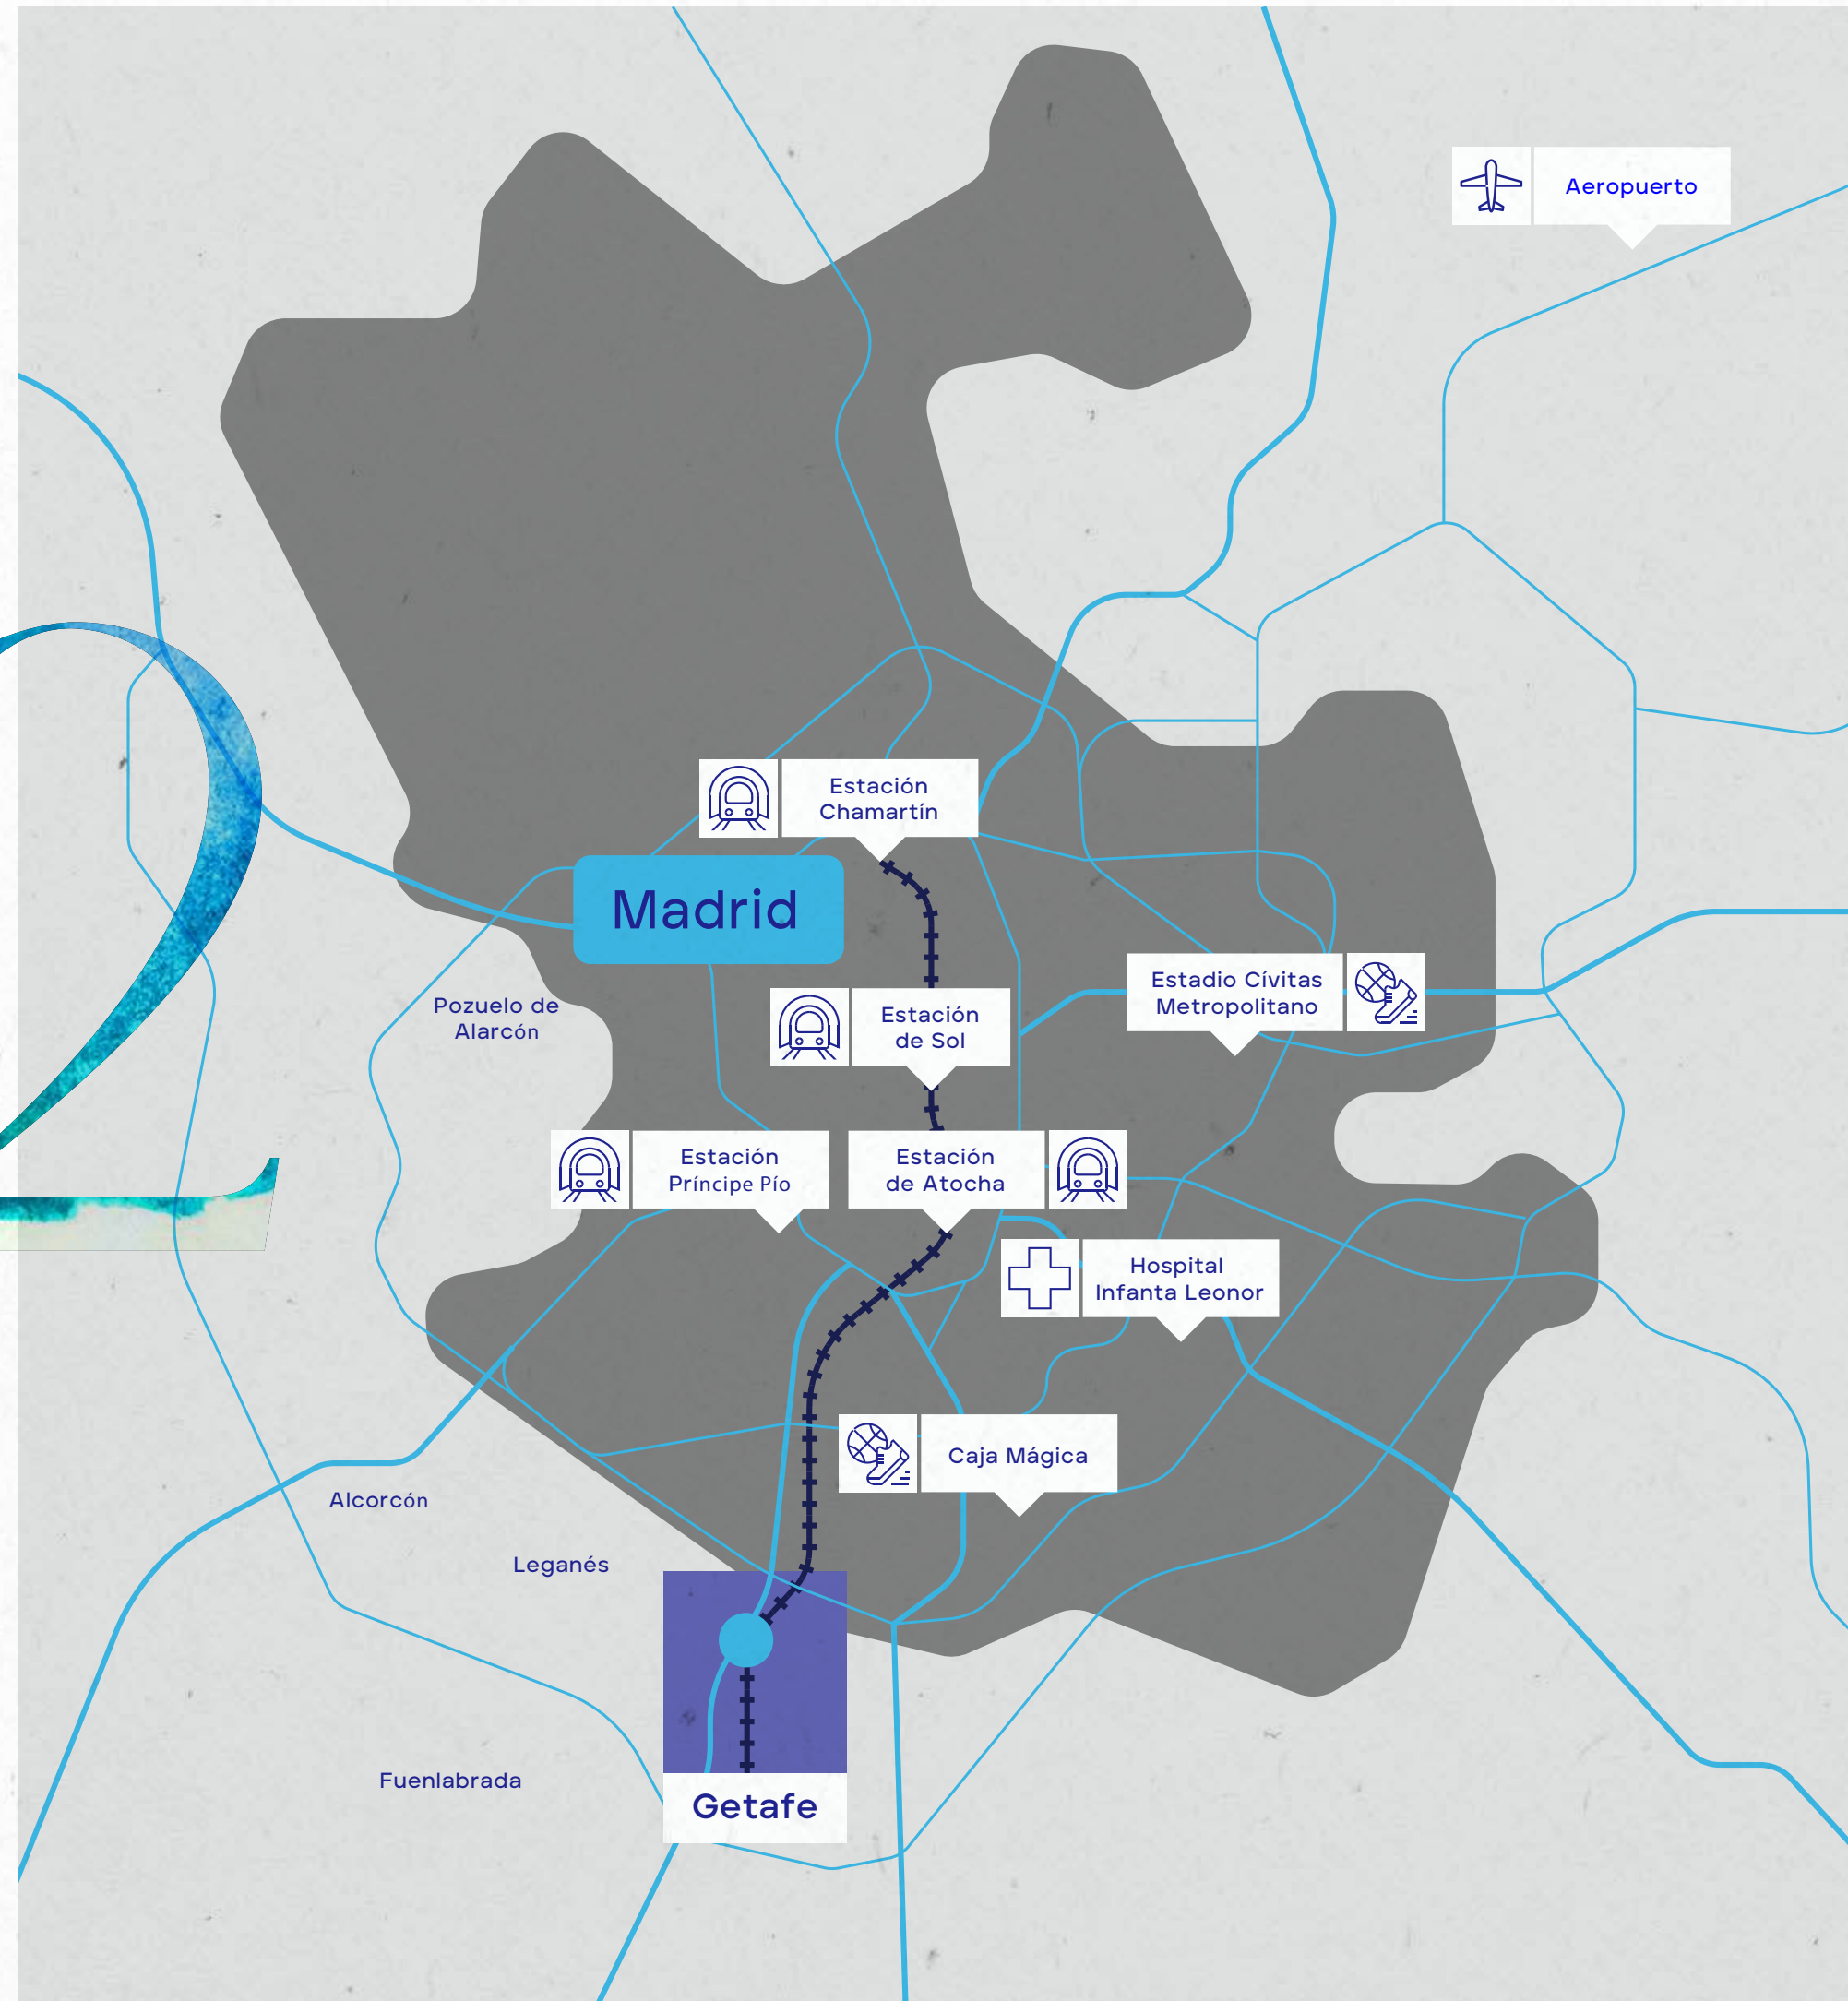 Aeropuerto
Estación
Chamartín
Madrid
Estadio Cívitas
Metropolitano
Pozuelo de
Alarcón
Estación
de Sol
Estación
Príncipe Pío
Estación
de Atocha
Hospital
Infanta Leonor
Caja Mágica
Alcorcón
Leganés
Fuenlabrada
Getafe
2